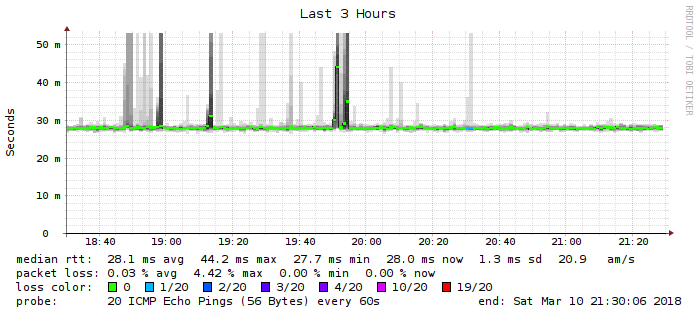 Last 3 Hours
RRDTOOL / TOBI OETIKER
Seconds
50 m
40 m
30 m
20 m
10 m
0
18:40 19:00 19:20 19:40 20:00 20:20 20:40 21:00 21:20
median rtt: 28.1 ms avg 44.2 ms max 27.7 ms min 28.0 ms now 1.3 ms sd 20.9 am/s
packet loss: 0.03 % avg 4.42 % max 0.00 % min 0.00 % now
loss color: 0 1/20 2/20 3/20 4/20 10/20 19/20
probe: 20 ICMP Echo Pings (56 Bytes) every 60s end: Sat Mar 10 21:30:06 2018